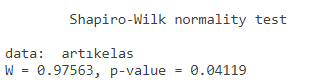 Shapiro-Wilk normality test
data:  artıkelas
W = 0.97563, p-value = 0.04119